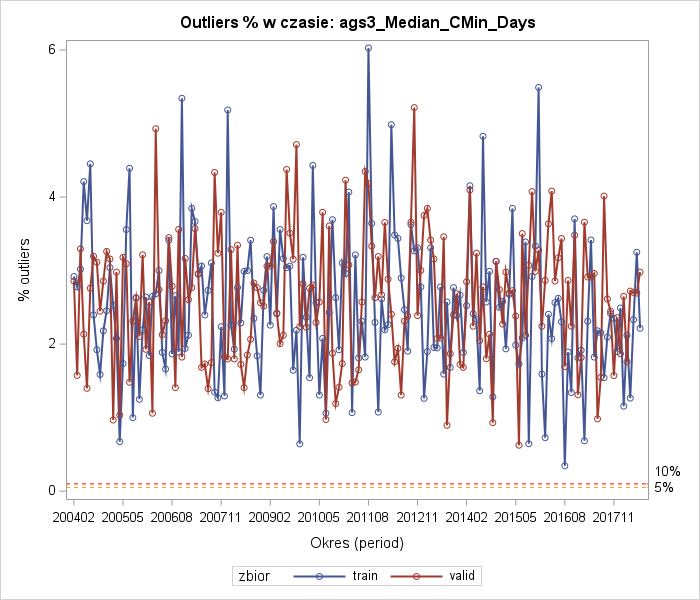 Outliers % w czasie: ags3_Median_CMin_Days
6
4
2
0
% outliers
10%
5%
200402 200505 200608 200711 200902 201005 201108 201211 201402 201505 201608 201711
Okres (period)
zbior train valid